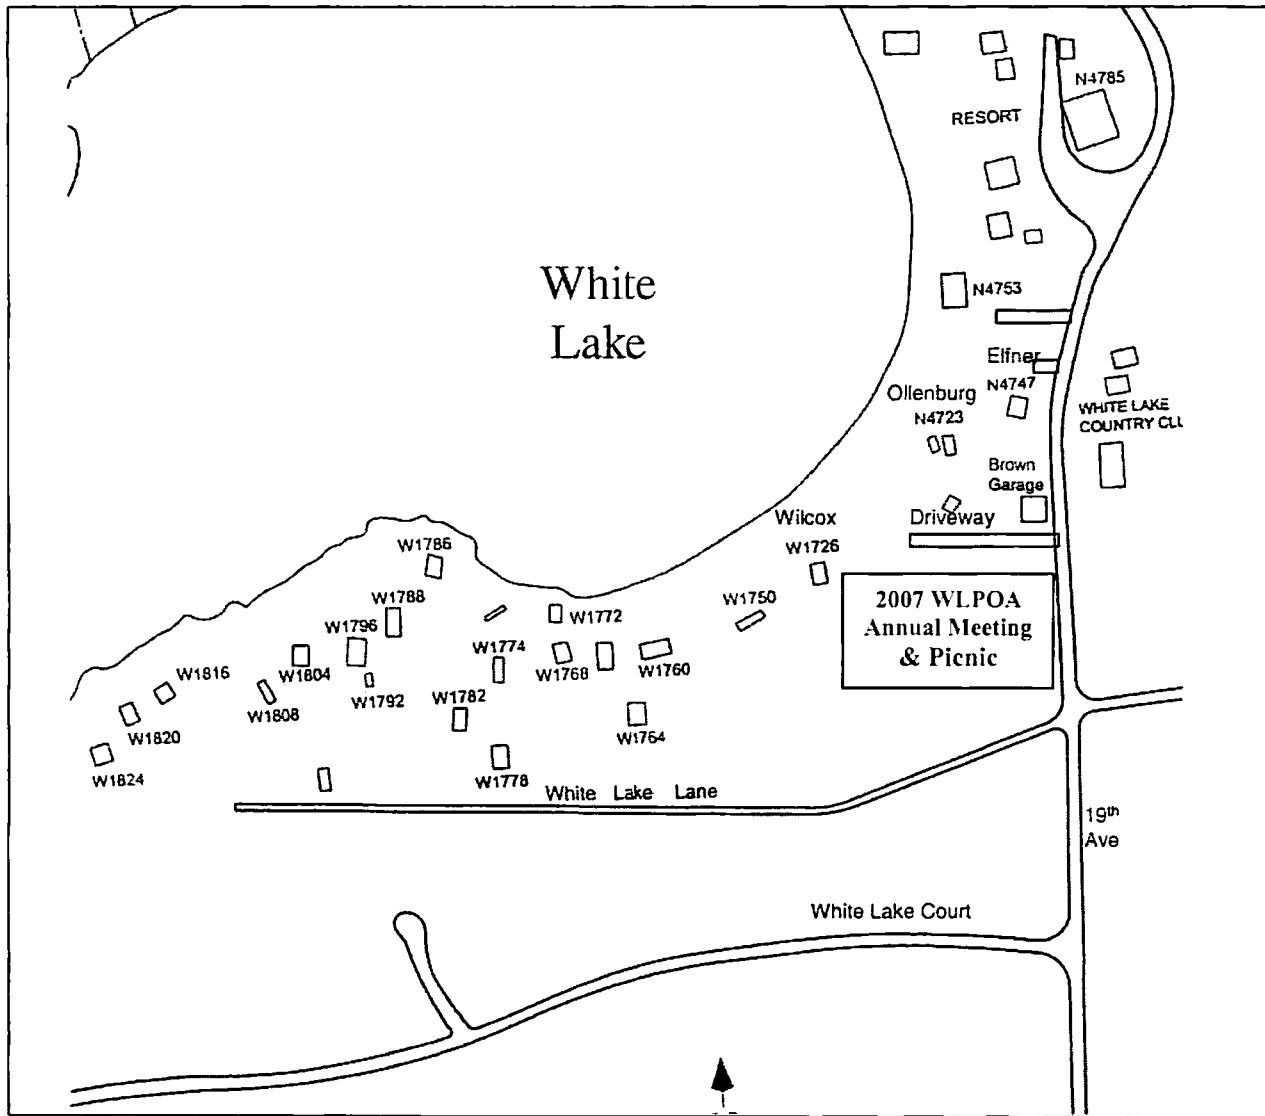 N4785
RESORT
White
Lake
N4753
Elfner
N4747
Ollenburg
N4723
WHITE LAKE
COUNTRY CLU
Brown
Garage
Wilcox
Driveway
W1726
W1786
W1750
2007 WLPOA
Annual Meeting
& Picnic
W1788
W1772
W1796
W1774
W1816
W1804
W1768
W1760
W1792
W1782
W1808
W1820
W1764
W1824
W1778
White Lake Lane
19th
Ave
White Lake Court